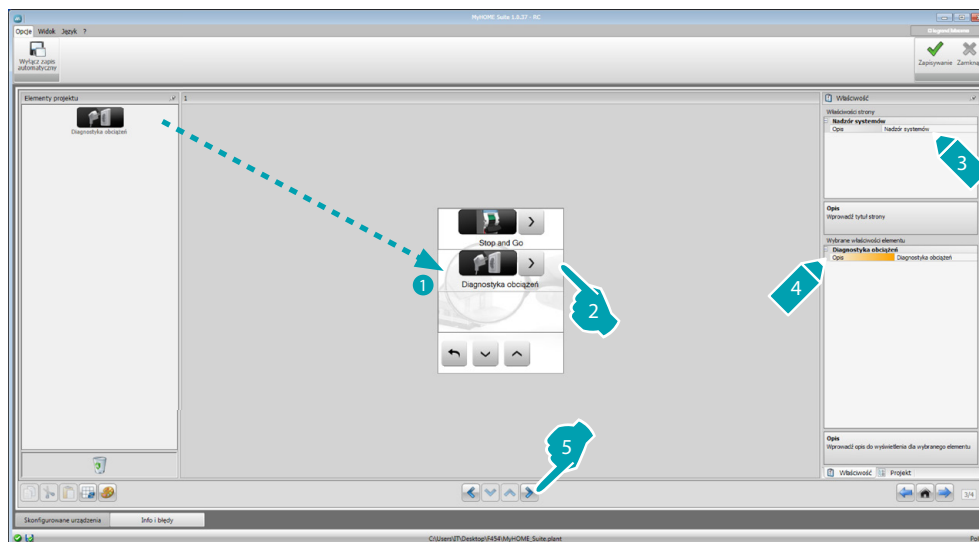 MyHOME Suite 1.0.37 - RC
Opcje Widok Język ?
Wyłącz zapis
automatyczny
Zapisywanie Zamkną
Elementy projektu
1
Diagnostyka obciążeń
Stop and Go
Diagnostyka obciążeń
1
2
3
4
5
Właściwość
Właściwości strony
Nadzór systemów
Opis Nadzór systemów
Opis
Wprowadź tytuł strony
Wybrane właściwości elementu
Diagnostyka obciążeń
Opis Diagnostyka obciążeń
Opis
Wprowadź opis do wyświetlenia dla wybranego elementu
Właściwość Projekt
3/4
Skonfigurowane urządzenia Info i błędy
C:\Users\IT\Desktop\F454\MyHOME_Suite.plant